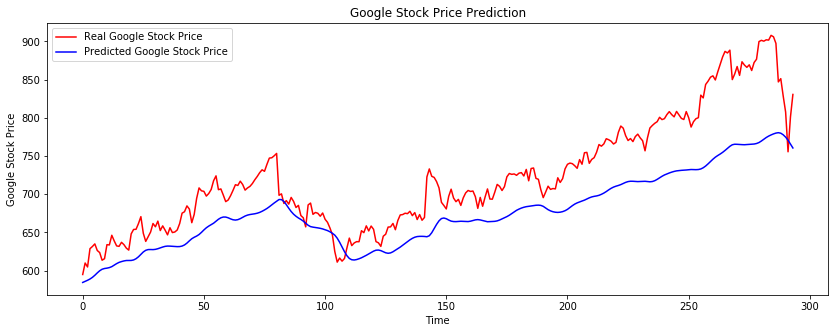 Google Stock Price Prediction
Real Google Stock Price
Predicted Google Stock Price
Google Stock Price
900
850
800
750
700
650
600
0 50 100 150 200 250 300
Time